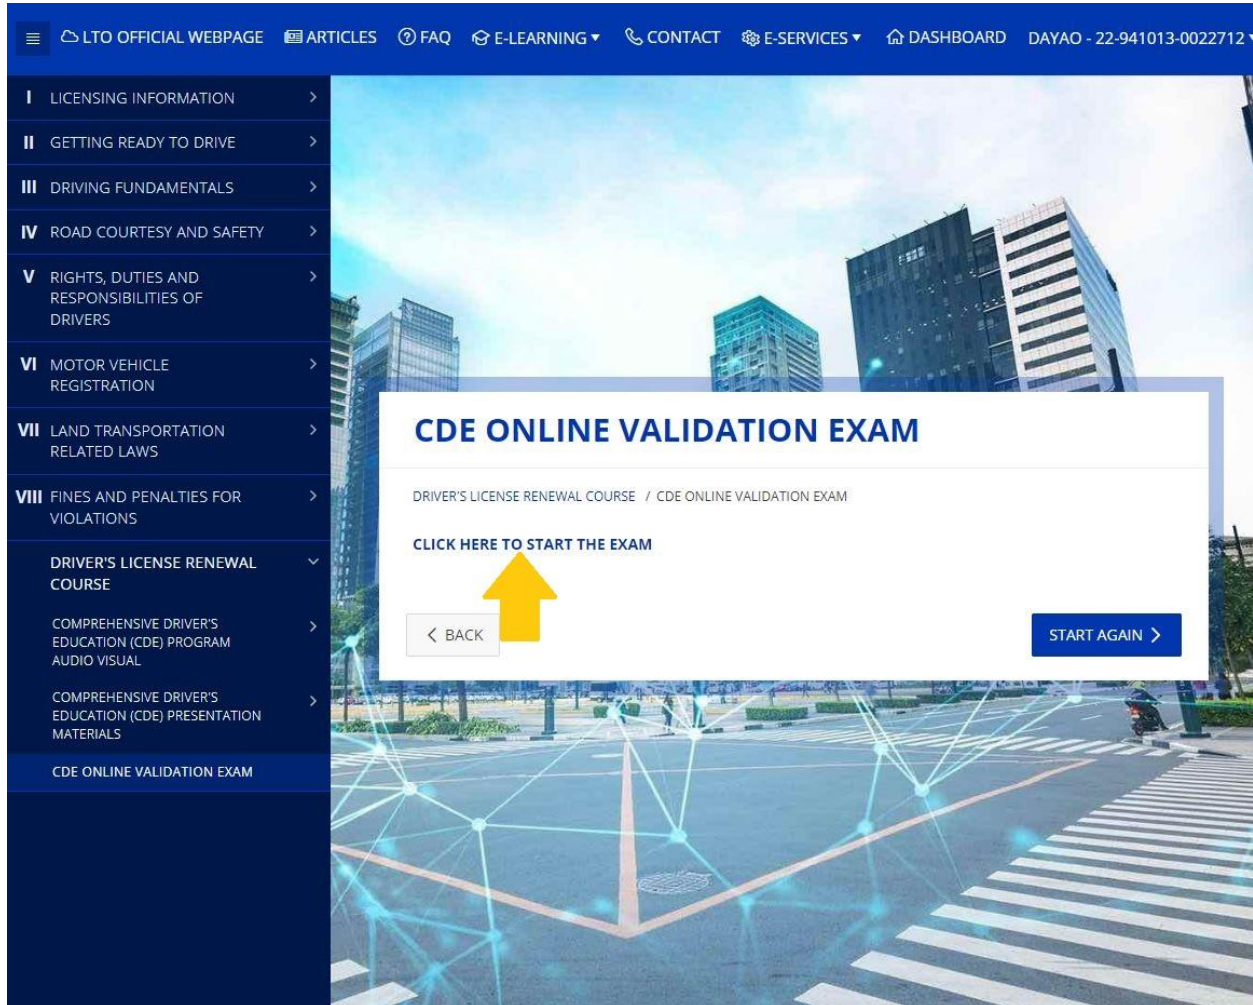 LTO OFFICIAL WEBPAGE ARTICLES FAQ E-LEARNING CONTACT E-SERVICES DASHBOARD DAYAO - 22-941013-0022712
I LICENSING INFORMATION
II GETTING READY TO DRIVE
III DRIVING FUNDAMENTALS
IV ROAD COURTESY AND SAFETY
V RIGHTS, DUTIES AND
RESPONSIBILITIES OF
DRIVERS
VI MOTOR VEHICLE
REGISTRATION
VII LAND TRANSPORTATION
RELATED LAWS
VIII FINES AND PENALTIES FOR
VIOLATIONS
DRIVER'S LICENSE RENEWAL
COURSE
COMPREHENSIVE DRIVER'S
EDUCATION (CDE) PROGRAM
AUDIO VISUAL
COMPREHENSIVE DRIVER'S
EDUCATION (CDE) PRESENTATION
MATERIALS
CDE ONLINE VALIDATION EXAM
CDE ONLINE VALIDATION EXAM
DRIVER'S LICENSE RENEWAL COURSE / CDE ONLINE VALIDATION EXAM
CLICK HERE TO START THE EXAM
BACK
START AGAIN